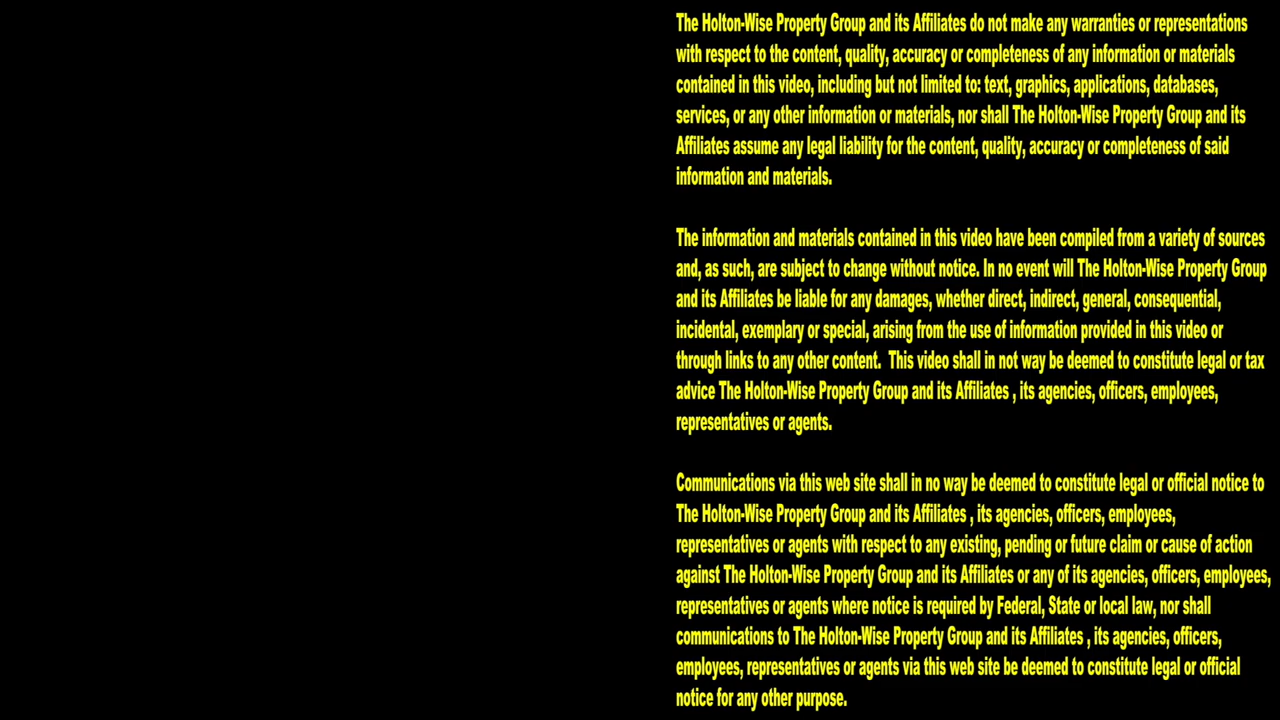 The Holton-Wise Property Group and its Affiliates do not make any warranties or representations
with respect to the content, quality, accuracy or completeness of any information or materials
contained in this video, including but not limited to: text, graphics, applications, databases,
services, or any other information or materials, nor shall The Holton-Wise Property Group and its
Affiliates assume any legal liability for the content, quality, accuracy or completeness of said
information and materials.
The information and materials contained in this video have been compiled from a variety of sources
and, as such, are subject to change without notice. In no event will The Holton-Wise Property Group
and its Affiliates be liable for any damages, whether direct, indirect, general, consequential,
incidental, exemplary or special, arising from the use of information provided in this video or
through links to any other content.  This video shall in not way be deemed to constitute legal or tax
advice The Holton-Wise Property Group and its Affiliates , its agencies, officers, employees,
representatives or agents.
Communications via this web site shall in no way be deemed to constitute legal or official notice to
The Holton-Wise Property Group and its Affiliates , its agencies, officers, employees,
representatives or agents with respect to any existing, pending or future claim or cause of action
against The Holton-Wise Property Group and its Affiliates or any of its agencies, officers, employees,
representatives or agents where notice is required by Federal, State or local law, nor shall
communications to The Holton-Wise Property Group and its Affiliates , its agencies, officers,
employees, representatives or agents via this web site be deemed to constitute legal or official
notice for any other purpose.